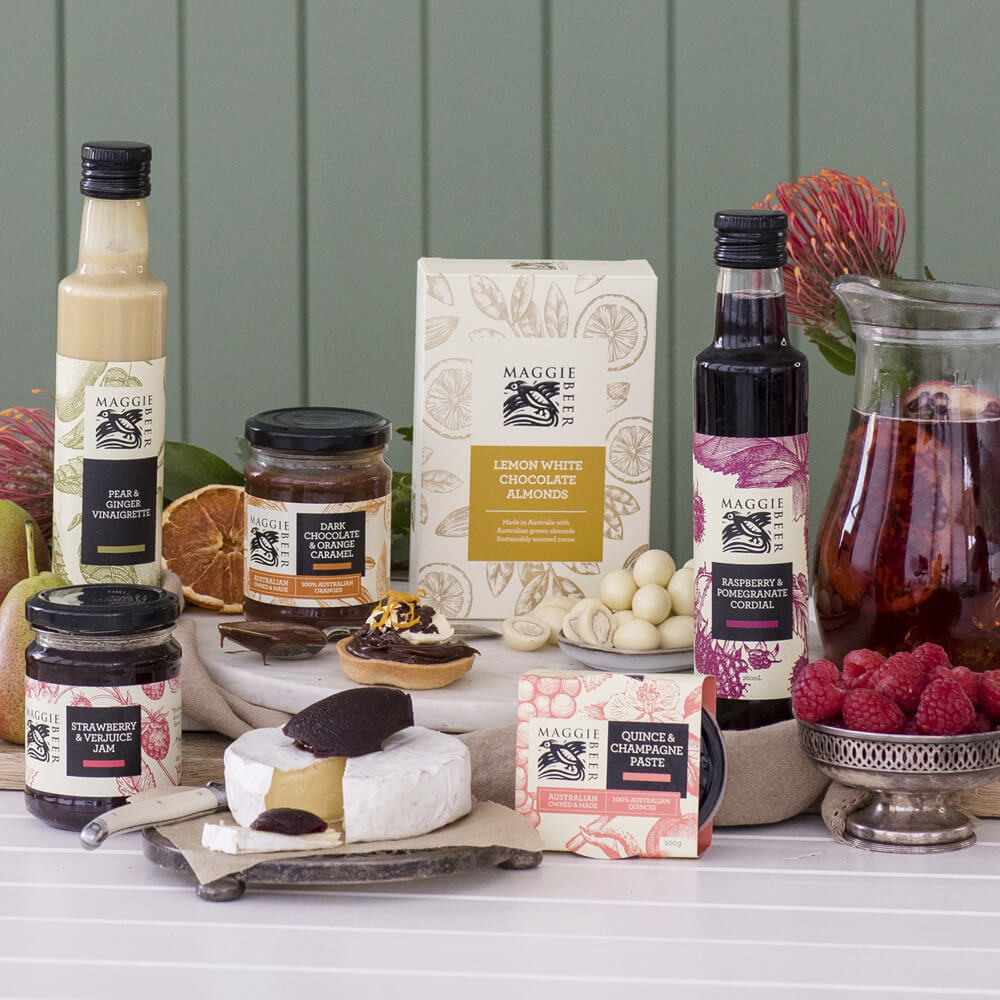 MAGGIE
BEER
PEAR &
GINGER
VINAIGRETTE
MAGGIE
BEER
DARK
CHOCOLATE
& ORANGE
CARAMEL
AUSTRALIAN
OWNED & MADE
100% AUSTRALIAN
ORANGES
MAGGIE
BEER
LEMON WHITE
CHOCOLATE
ALMONDS
Made in Australia with
Australian grown almonds
Sustainably sourced cocoa
MAGGIE
BEER
RASPBERRY &
POMEGRANATE
CORDIAL
260mL
MAGGIE
BEER
STRAWBERRY
& VERJUICE
JAM
MAGGIE
BEER
QUINCE &
CHAMPAGNE
PASTE
AUSTRALIAN
OWNED & MADE
100% AUSTRALIAN
QUINCES
100g